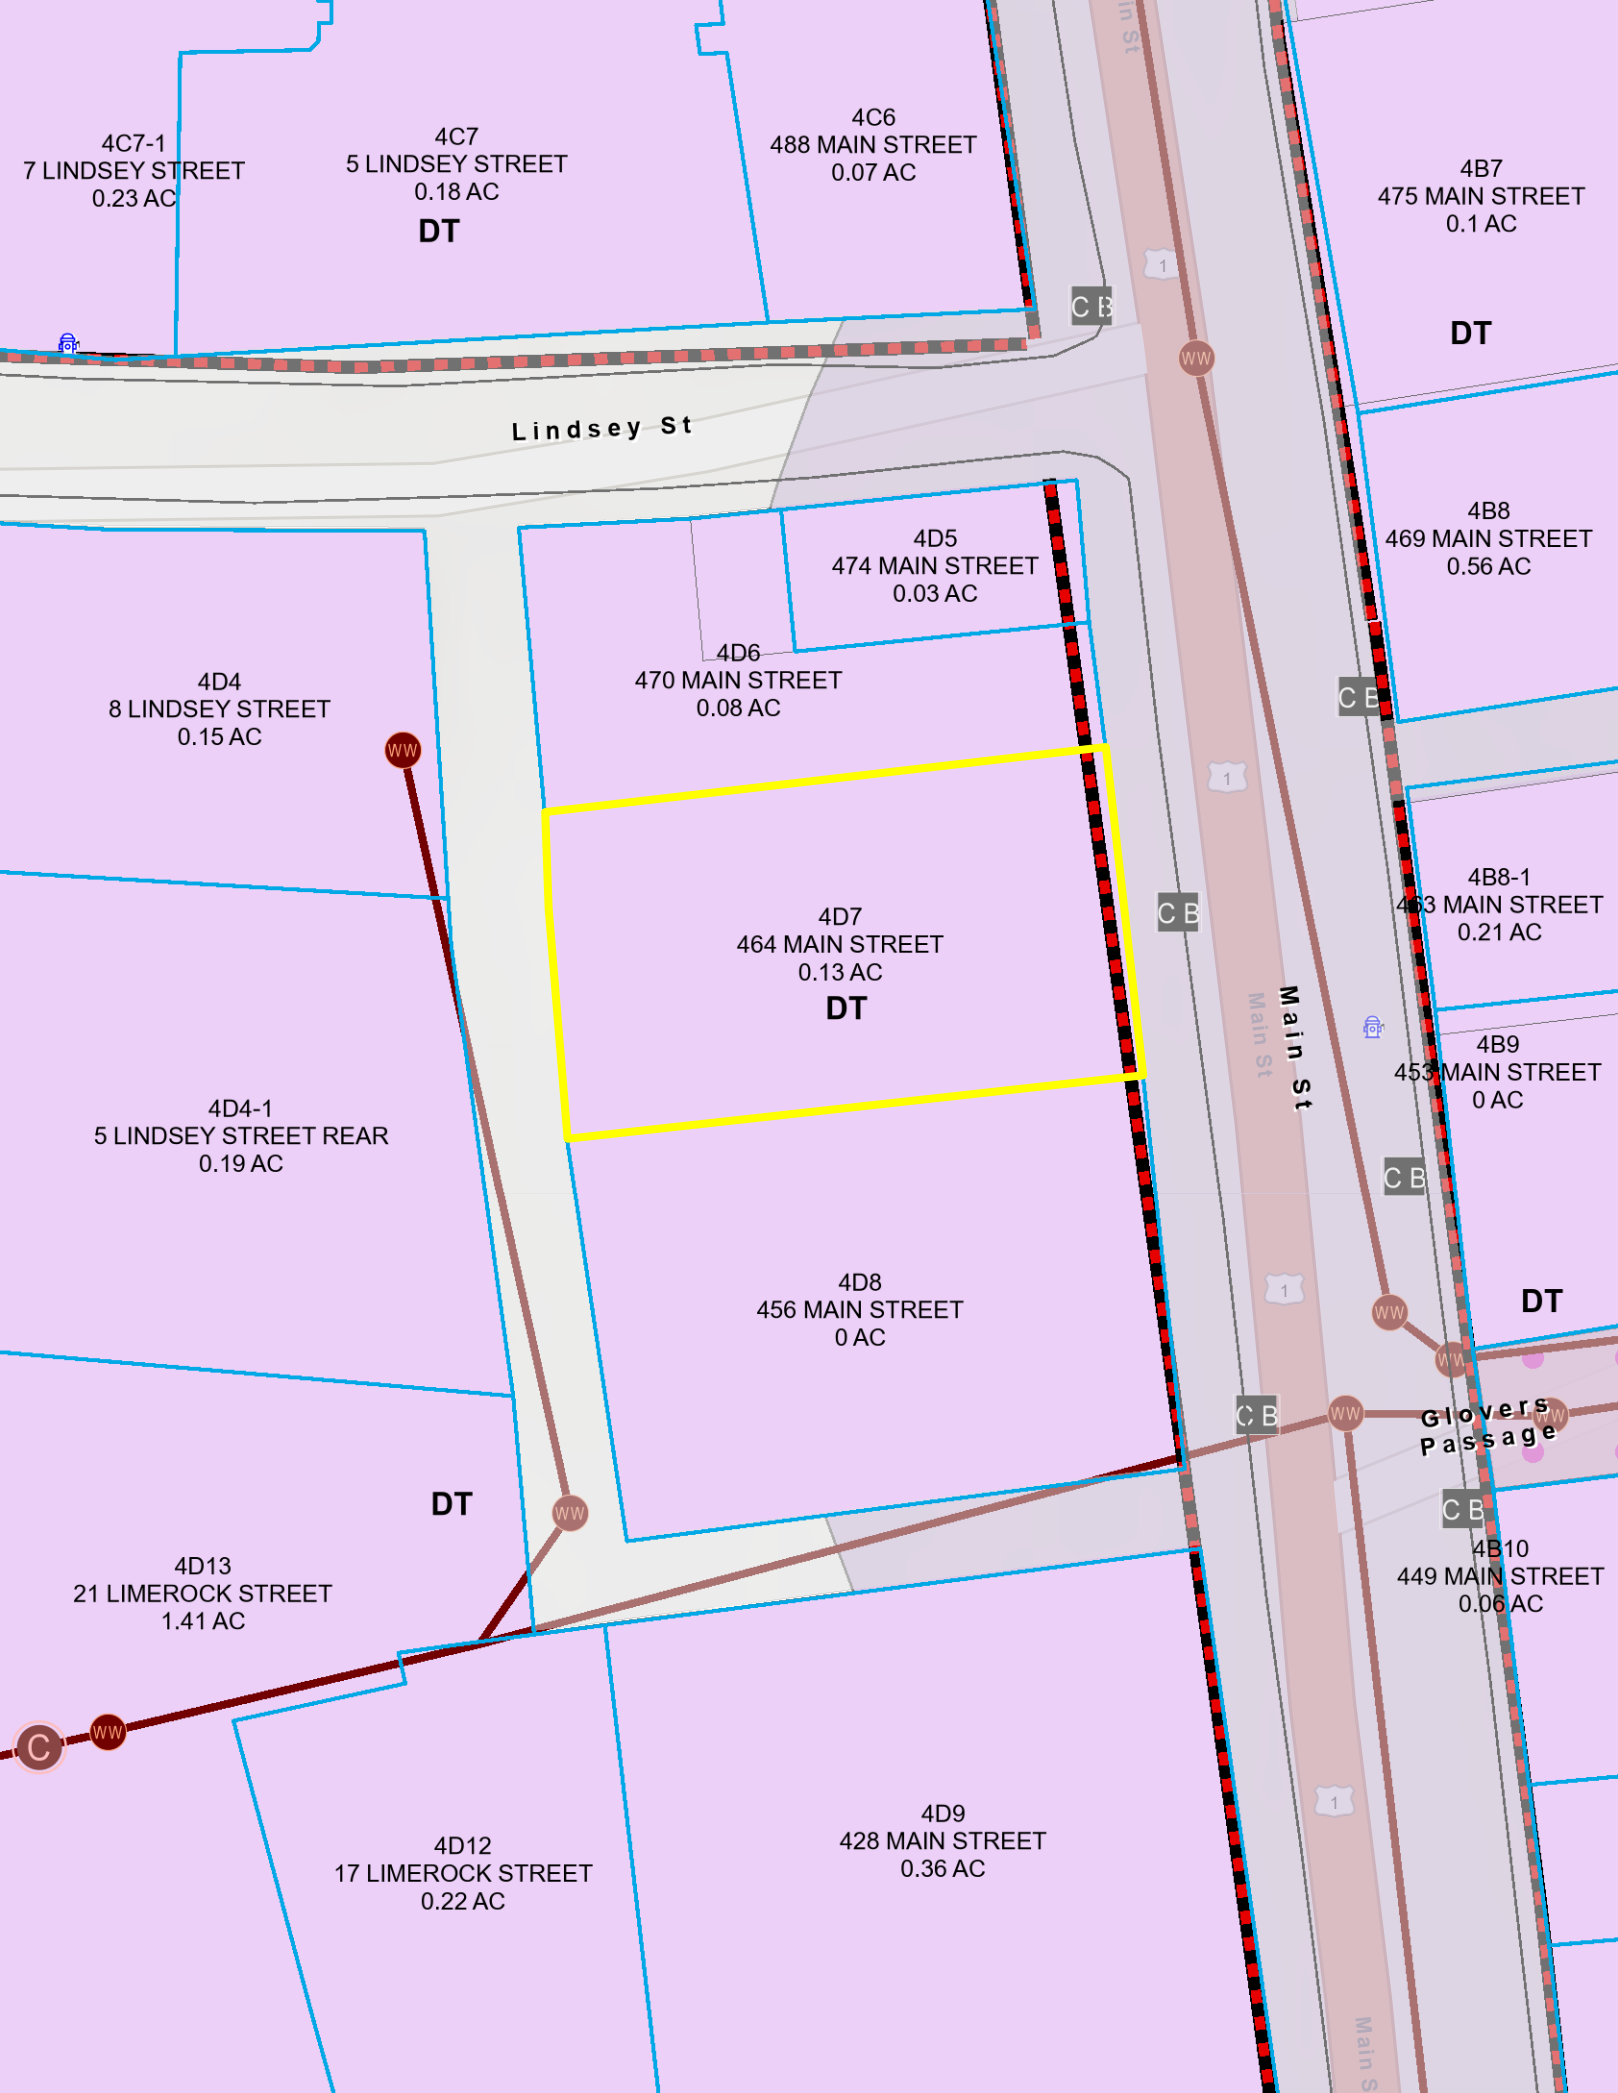 in St
4C6
488 MAIN STREET
0.07 AC
4C7
5 LINDSEY STREET
0.18 AC
DT
4C7-1
7 LINDSEY STREET
0.23 AC
4B7
475 MAIN STREET
0.1 AC
1
C B
DT
WW
Lindsey St
4B8
469 MAIN STREET
0.56 AC
4D5
474 MAIN STREET
0.03 AC
4D6
470 MAIN STREET
0.08 AC
4D4
8 LINDSEY STREET
0.15 AC
C B
WW
1
4B8-1
463 MAIN STREET
0.21 AC
C B
4D7
464 MAIN STREET
0.13 AC
DT
Main St
Main St
4B9
453 MAIN STREET
0 AC
4D4-1
5 LINDSEY STREET REAR
0.19 AC
C B
4D8
456 MAIN STREET
0 AC
1
DT
WW
WW
C B
WW
WW
Glovers
Passage
DT
WW
C B
4B10
449 MAIN STREET
0.06 AC
4D13
21 LIMEROCK STREET
1.41 AC
WW
C
1
4D9
428 MAIN STREET
0.36 AC
4D12
17 LIMEROCK STREET
0.22 AC
Main S